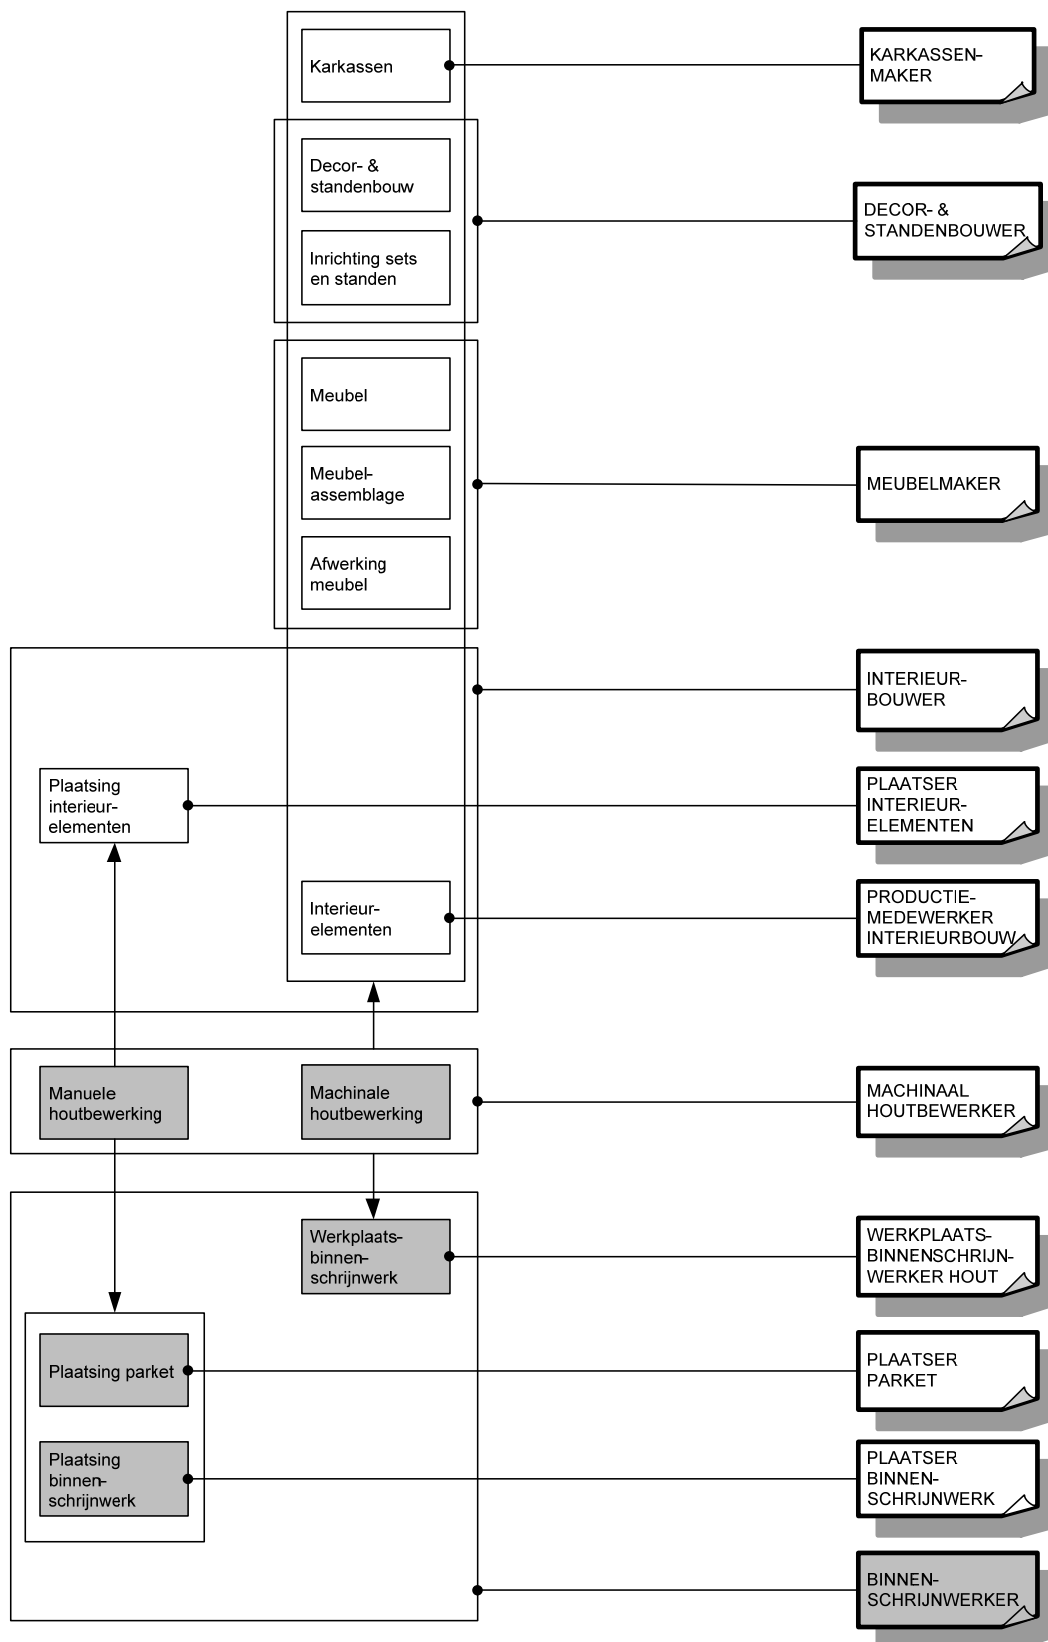 Karkassen
KARKASSEN-
MAKER
Decor- &
standenbouw
DECOR- &
STANDENBOUWER
Inrichting sets
en standen
Meubel
Meubel-
assemblage
MEUBELMAKER
Afwerking
meubel
INTERIEUR-
BOUWER
Plaatsing
interieur-
elementen
PLAATSER
INTERIEUR-
ELEMENTEN
Interieur-
elementen
PRODUCTIE-
MEDEWERKER
INTERIEURBOUW
Manuele
houtbewerking
Machinale
houtbewerking
MACHINAAL
HOUTBEWERKER
Werkplaats-
binnen-
schrijnwerk
WERKPLAATS-
BINNENSCHRIJN-
WERKER HOUT
Plaatsing parket
PLAATSER
PARKET
Plaatsing
binnen-
schrijnwerk
PLAATSER
BINNEN-
SCHRIJNWERK
BINNEN-
SCHRIJNWERKER